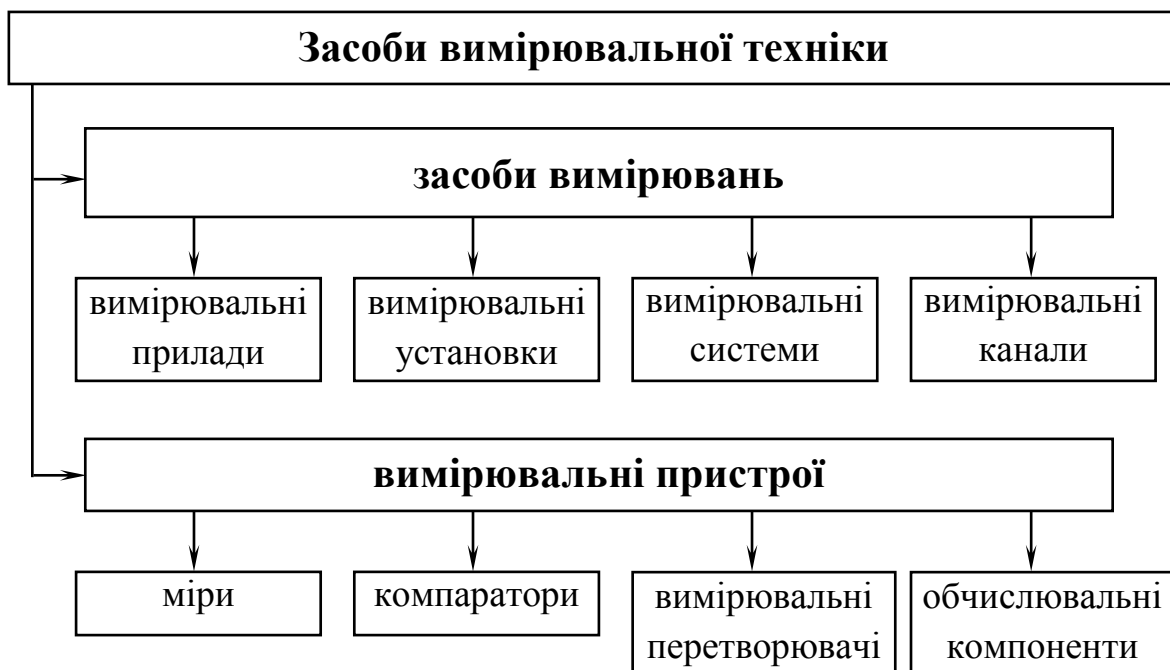 Засоби вимірювальної техніки
засоби вимірювань
вимірювальні
прилади
вимірювальні
установки
вимірювальні
системи
вимірювальні
канали
вимірювальні пристрої
міри
компаратори
вимірювальні
перетворювачі
обчислювальні
компоненти